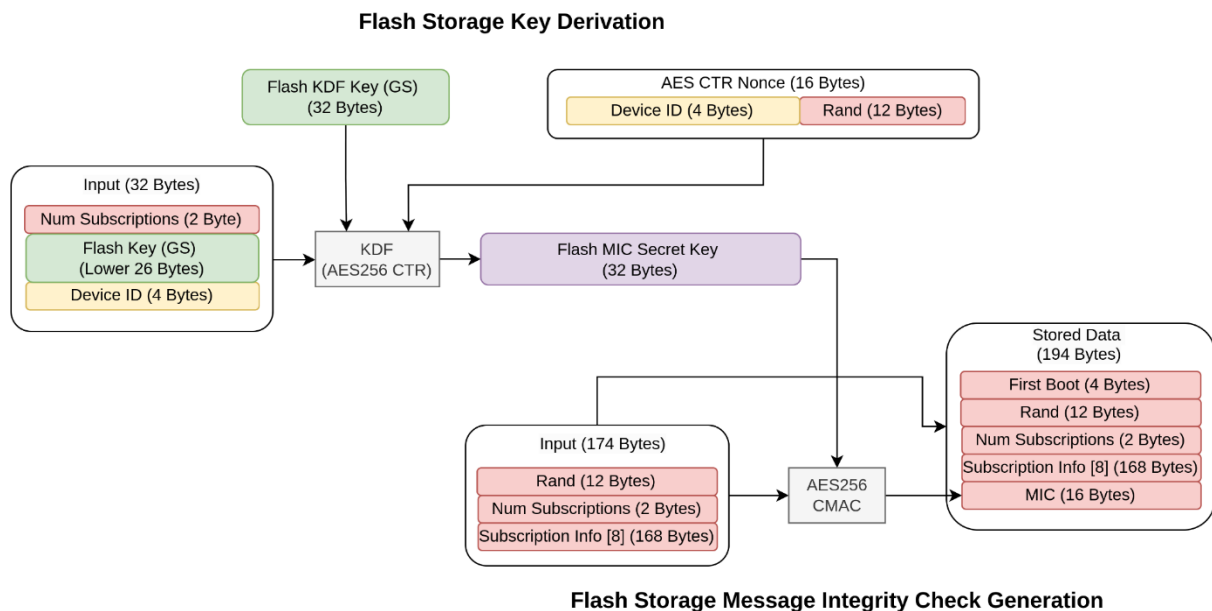 Flash Storage Key Derivation
Flash KDF Key (GS)
(32 Bytes)
AES CTR Nonce (16 Bytes)
Device ID (4 Bytes)
Rand (12 Bytes)
Input (32 Bytes)
Num Subscriptions (2 Byte)
Flash Key (GS)
(Lower 26 Bytes)
Device ID (4 Bytes)
KDF
(AES256 CTR)
Flash MIC Secret Key
(32 Bytes)
Stored Data
(194 Bytes)
First Boot (4 Bytes)
Rand (12 Bytes)
Num Subscriptions (2 Bytes)
Subscription Info [8] (168 Bytes)
MIC (16 Bytes)
Input (174 Bytes)
Rand (12 Bytes)
Num Subscriptions (2 Bytes)
Subscription Info [8] (168 Bytes)
AES256
CMAC
Flash Storage Message Integrity Check Generation